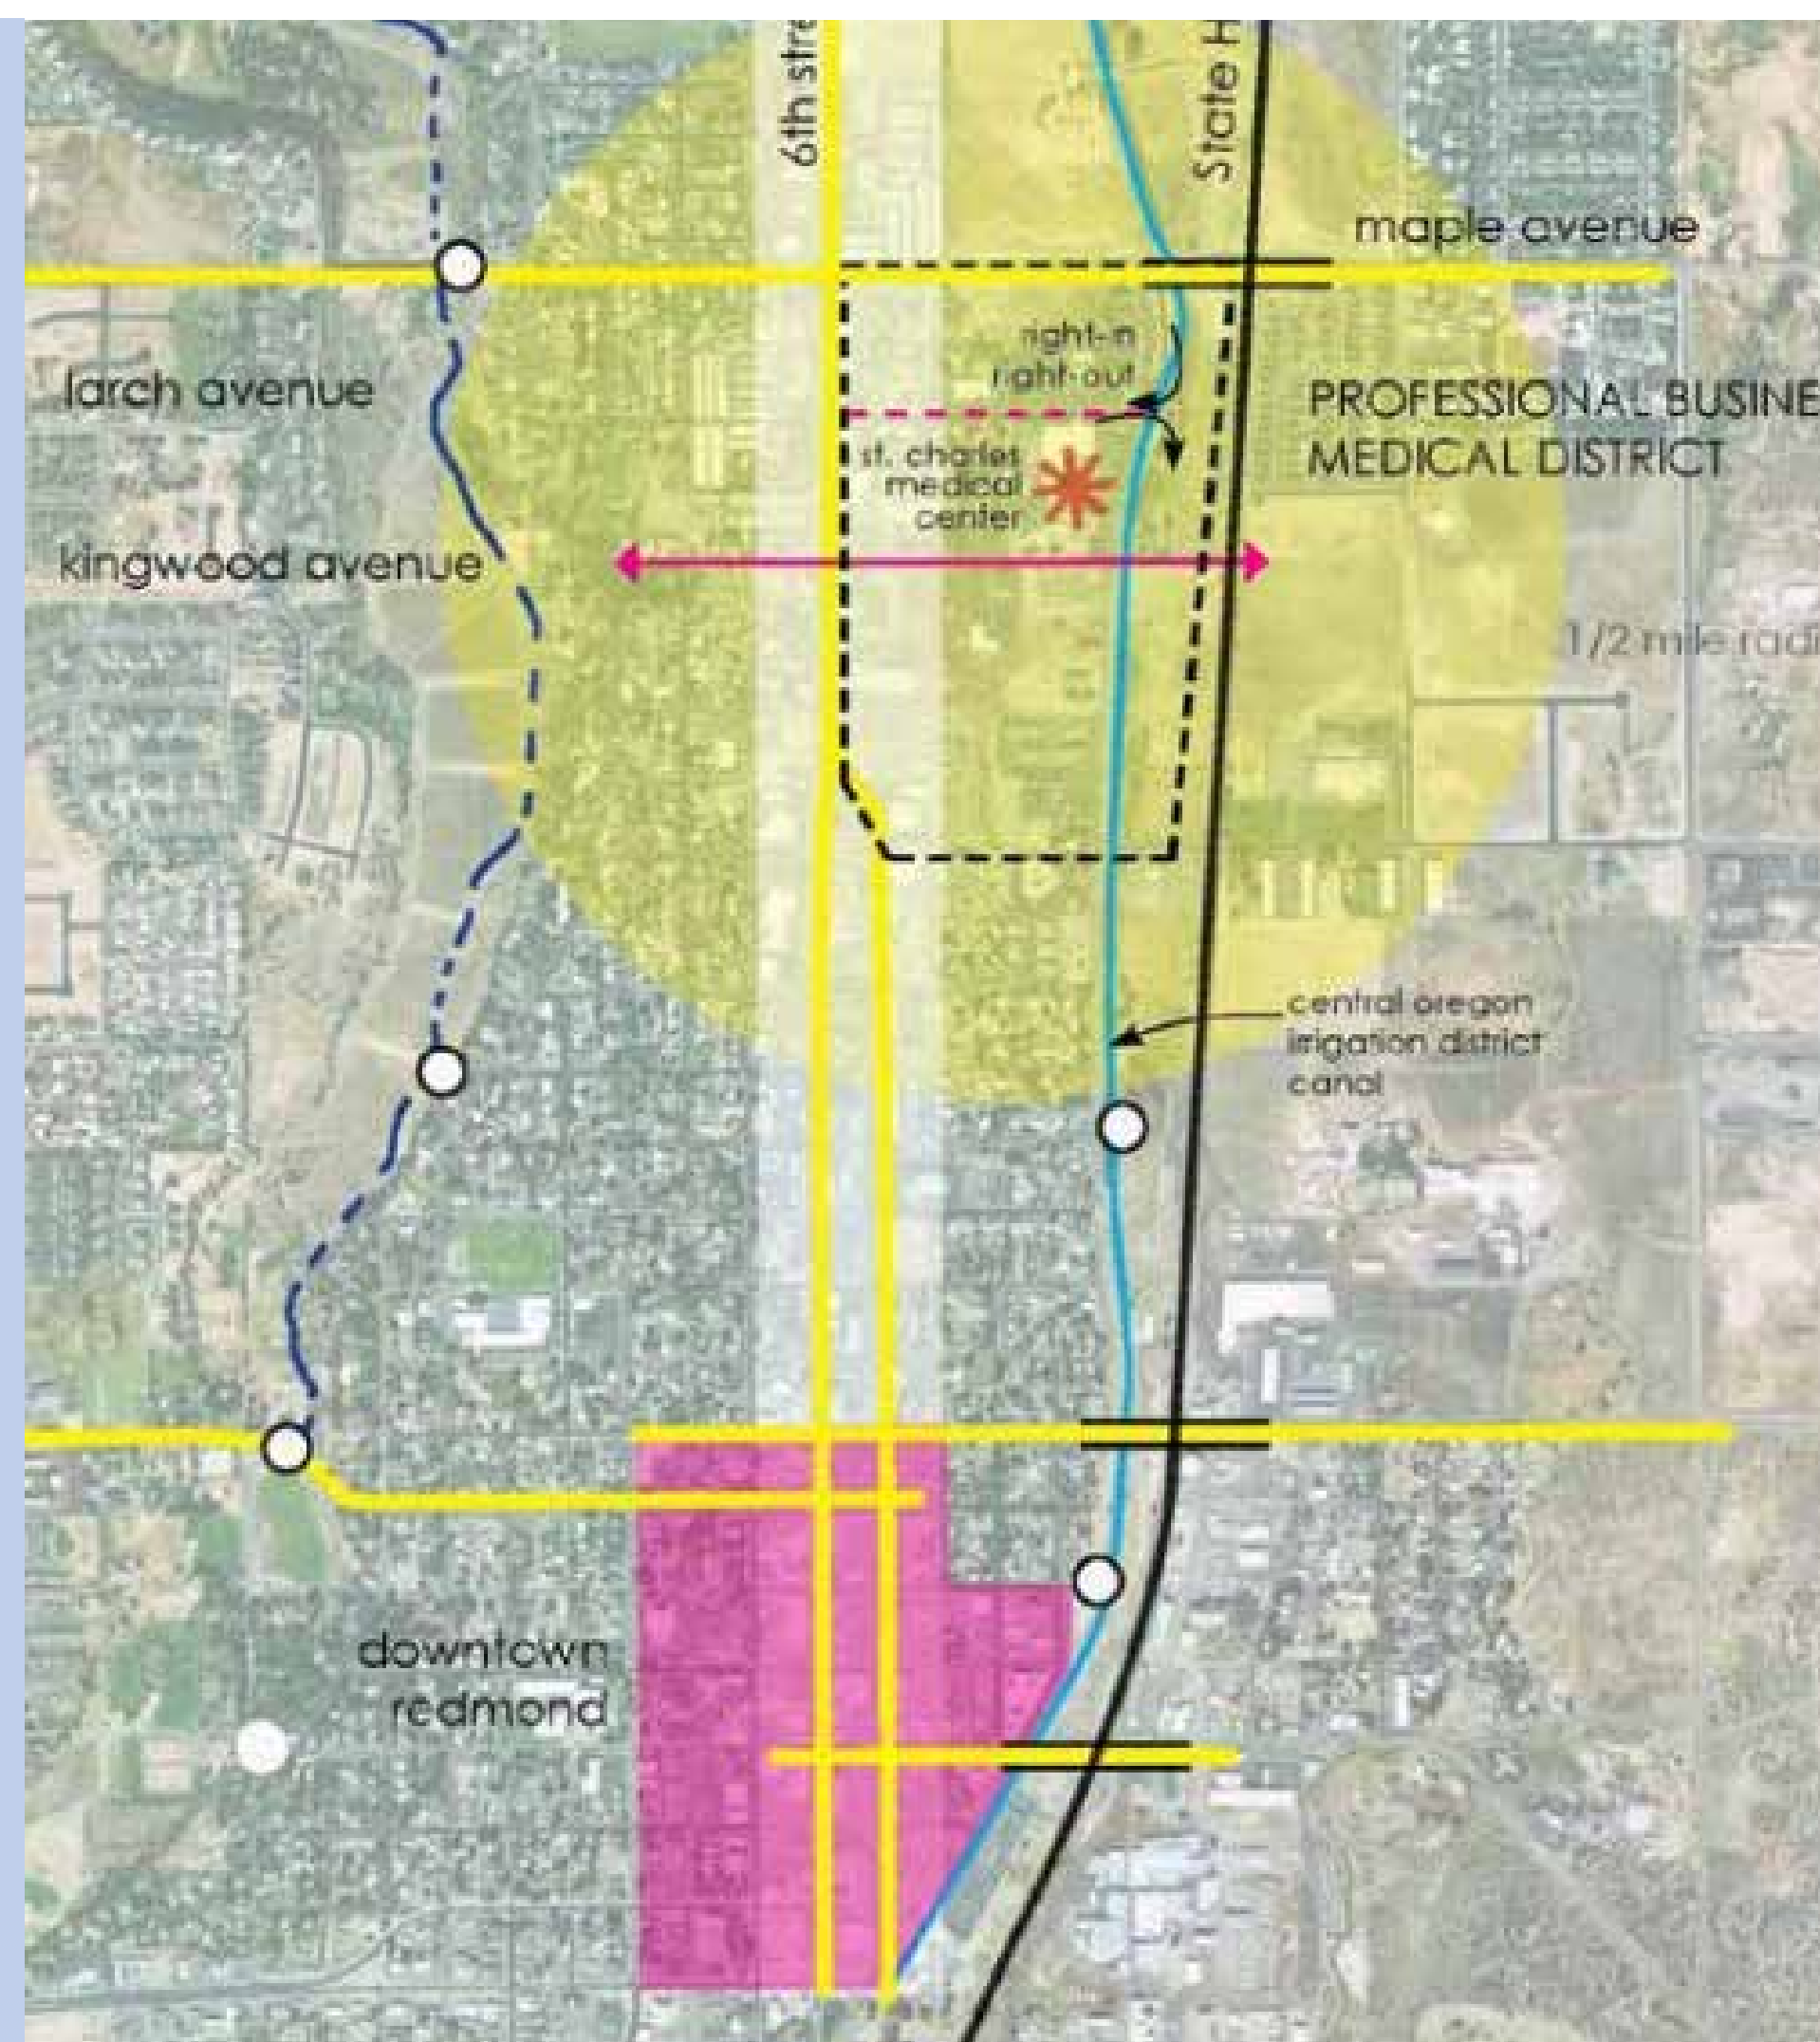 6th stre
State H
maple avenue
right-in
right-out
larch avenue
PROFESSIONAL BUSINE
MEDICAL DISTRICT
st. charles
medical
center
kingwood avenue
1/2 mile radi
central oregon
irrigation district
canal
downtown
redmond